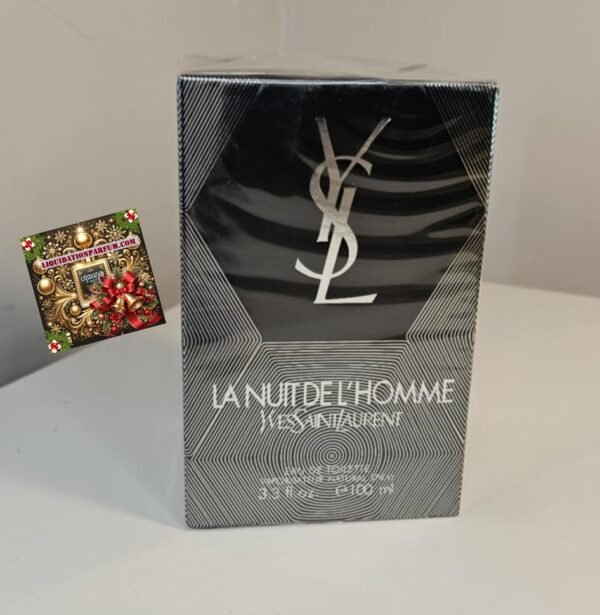 YSL
LIQUIDATIONPARFUM.COM
LA NUIT DE L'HOMME
YVESSAINTLAURENT
EAU DE TOILETTE
VAPORISATEUR NATURAL SPRAY
3.3 fl oz. ℮100 ml